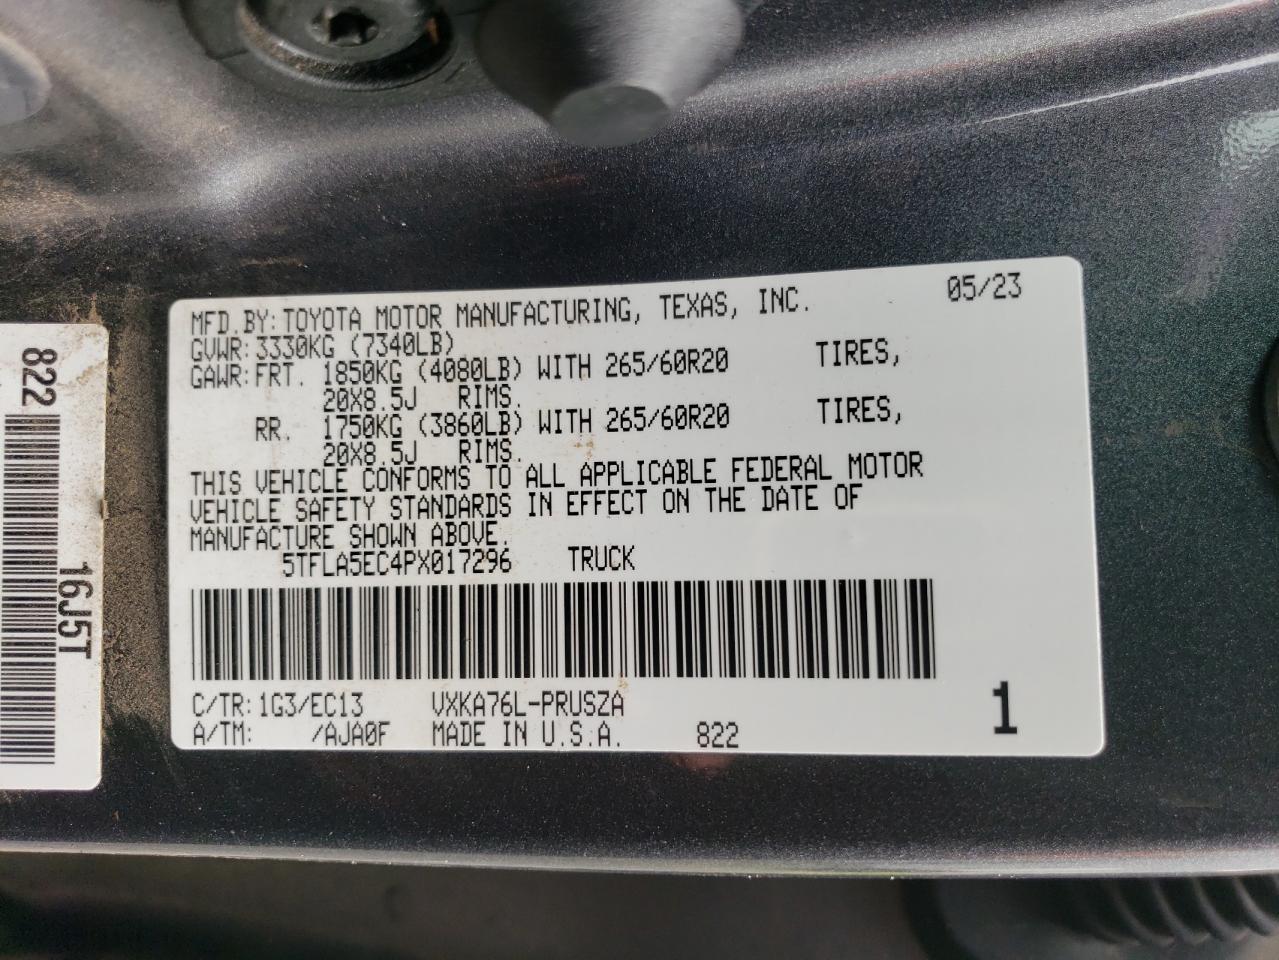 MFD.BY:TOYOTA MOTOR MANUFACTURING, TEXAS, INC. 05/23
GVWR:3330KG (7340LB)
GAWR:FRT. 1850KG (4080LB) WITH 265/60R20 TIRES,
20X8.5J RIMS.
RR. 1750KG (3860LB) WITH 265/60R20 TIRES,
20X8.5J RIMS.
THIS VEHICLE CONFORMS TO ALL APPLICABLE FEDERAL MOTOR
VEHICLE SAFETY STANDARDS IN EFFECT ON THE DATE OF
MANUFACTURE SHOWN ABOVE.
5TFLA5EC4PX017296 TRUCK
C/TR:1G3/EC13 VXKA76L-PRUSZA
A/TM: /AJA0F MADE IN U.S.A. 822
1
822
16J5T